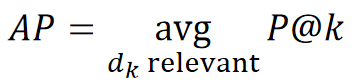 AP = avg P@k
d_k relevant